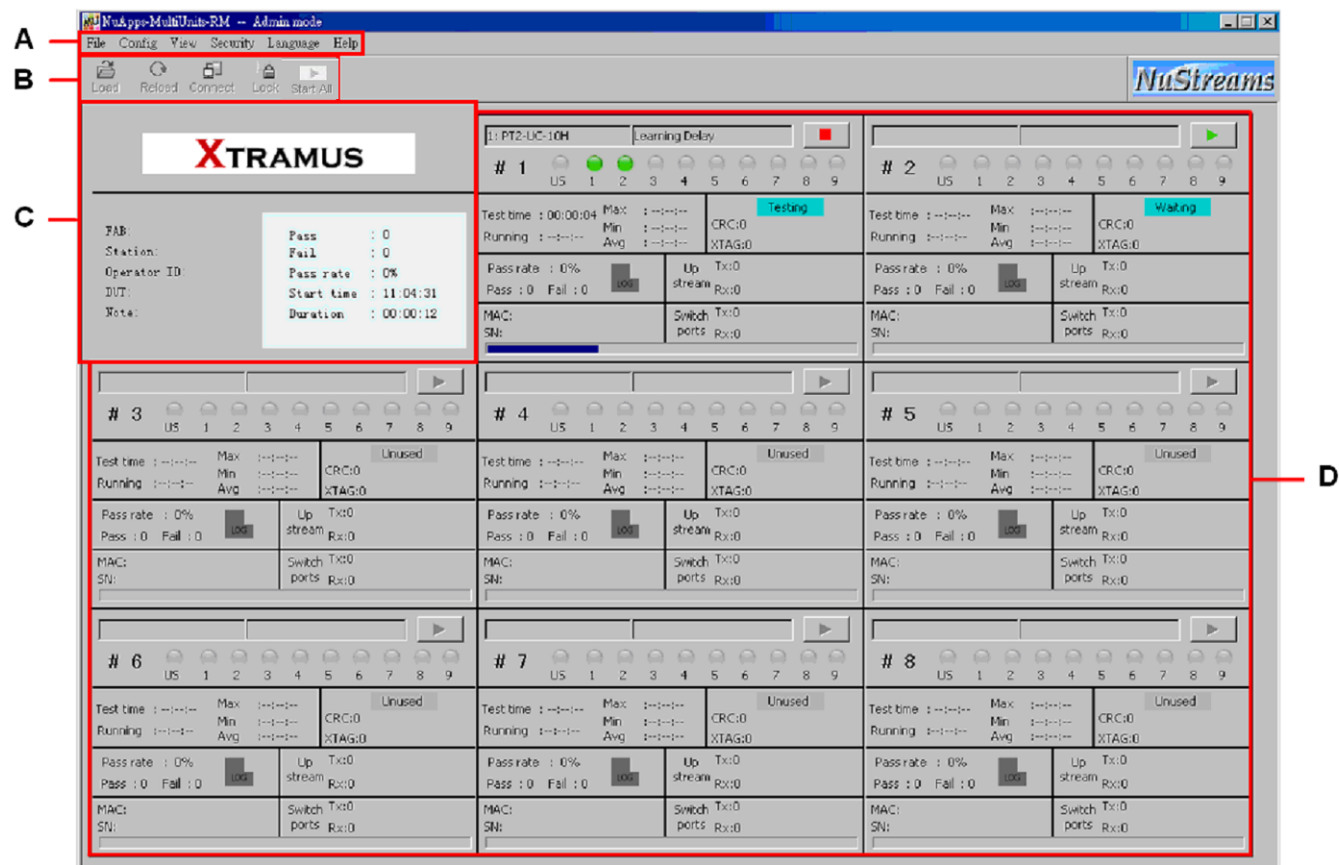 NuApps-MultiUnits-RM -- Admin mode
A
File Config View Security Language Help
B
Load Reload Connect Lock Start All
NuStreams
C
XTRAMUS
FAB:
Station:
Operator ID:
DUT:
Note:
Pass : 0
Fail : 0
Pass rate : 0%
Start time : 11:04:31
Duration : 00:00:12
D
1: PT2-UC-10H Learning Delay
# 1
US 1 2 3 4 5 6 7 8 9
Test time : 00:00:04 Max :--:--:-- Testing
Running :--:--:-- Min :--:--:-- CRC:0
Avg :--:--:-- XTAG:0
Pass rate : 0% LOG Up stream Tx:0
Pass : 0 Fail : 0 Rx:0
MAC: Switch ports Tx:0
SN: Rx:0
# 2
US 1 2 3 4 5 6 7 8 9
Test time :--:--:-- Max :--:--:-- Waiting
Running :--:--:-- Min :--:--:-- CRC:0
Avg :--:--:-- XTAG:0
Pass rate : 0% LOG Up stream Tx:0
Pass : 0 Fail : 0 Rx:0
MAC: Switch ports Tx:0
SN: Rx:0
# 3
US 1 2 3 4 5 6 7 8 9
Test time :--:--:-- Max :--:--:-- Unused
Running :--:--:-- Min :--:--:-- CRC:0
Avg :--:--:-- XTAG:0
Pass rate : 0% LOG Up stream Tx:0
Pass : 0 Fail : 0 Rx:0
MAC: Switch ports Tx:0
SN: Rx:0
# 4
US 1 2 3 4 5 6 7 8 9
Test time :--:--:-- Max :--:--:-- Unused
Running :--:--:-- Min :--:--:-- CRC:0
Avg :--:--:-- XTAG:0
Pass rate : 0% LOG Up stream Tx:0
Pass : 0 Fail : 0 Rx:0
MAC: Switch ports Tx:0
SN: Rx:0
# 5
US 1 2 3 4 5 6 7 8 9
Test time :--:--:-- Max :--:--:-- Unused
Running :--:--:-- Min :--:--:-- CRC:0
Avg :--:--:-- XTAG:0
Pass rate : 0% LOG Up stream Tx:0
Pass : 0 Fail : 0 Rx:0
MAC: Switch ports Tx:0
SN: Rx:0
# 6
US 1 2 3 4 5 6 7 8 9
Test time :--:--:-- Max :--:--:-- Unused
Running :--:--:-- Min :--:--:-- CRC:0
Avg :--:--:-- XTAG:0
Pass rate : 0% LOG Up stream Tx:0
Pass : 0 Fail : 0 Rx:0
MAC: Switch ports Tx:0
SN: Rx:0
# 7
US 1 2 3 4 5 6 7 8 9
Test time :--:--:-- Max :--:--:-- Unused
Running :--:--:-- Min :--:--:-- CRC:0
Avg :--:--:-- XTAG:0
Pass rate : 0% LOG Up stream Tx:0
Pass : 0 Fail : 0 Rx:0
MAC: Switch ports Tx:0
SN: Rx:0
# 8
US 1 2 3 4 5 6 7 8 9
Test time :--:--:-- Max :--:--:-- Unused
Running :--:--:-- Min :--:--:-- CRC:0
Avg :--:--:-- XTAG:0
Pass rate : 0% LOG Up stream Tx:0
Pass : 0 Fail : 0 Rx:0
MAC: Switch ports Tx:0
SN: Rx:0